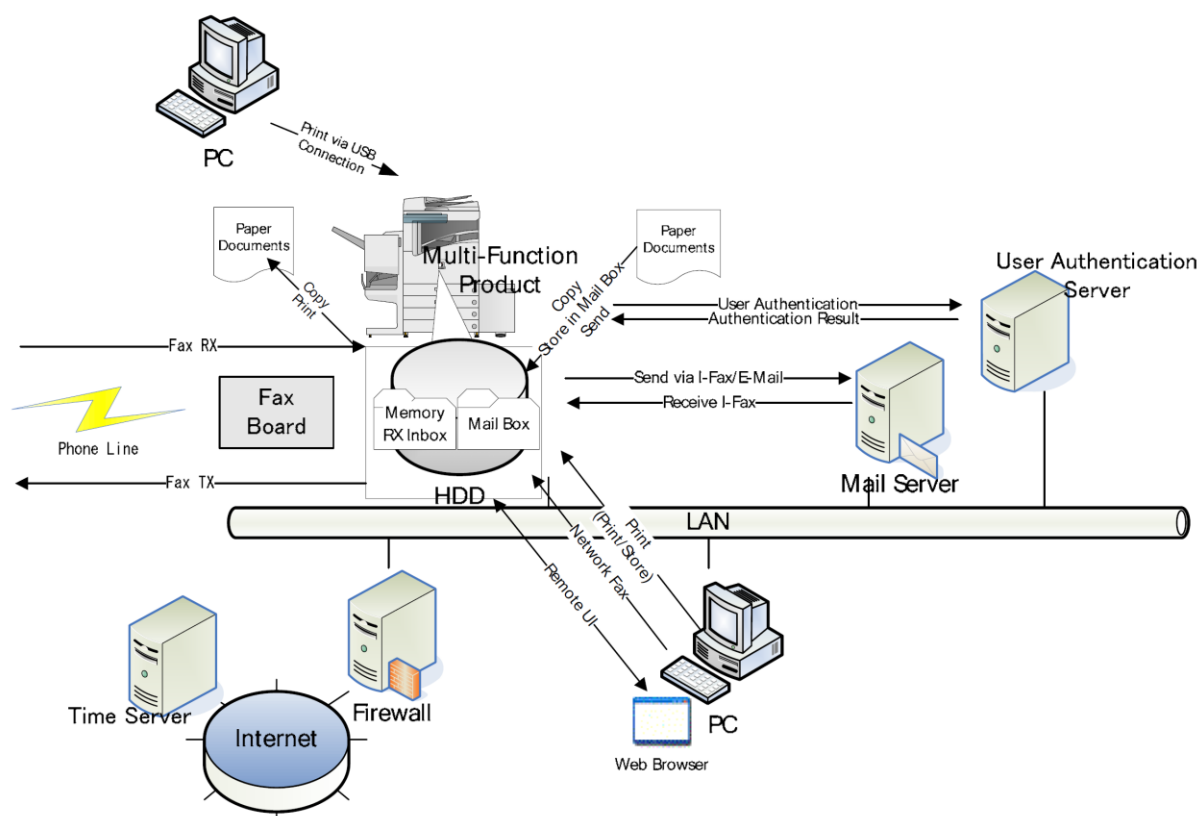 PC
Print via USB
Connection
Paper
Documents
Multi-Function
Product
Paper
Documents
User Authentication
Server
Copy
Print
Copy
Store in Mail Box
Send
User Authentication
Authentication Result
Fax RX
Send via I-Fax/E-Mail
Receive I-Fax
Fax
Board
Memory
RX Inbox
Mail Box
Phone Line
Fax TX
HDD
Mail Server
LAN
Print
(Print/Store)
Network Fax
Remote UI
Time Server
Firewall
Internet
PC
Web Browser